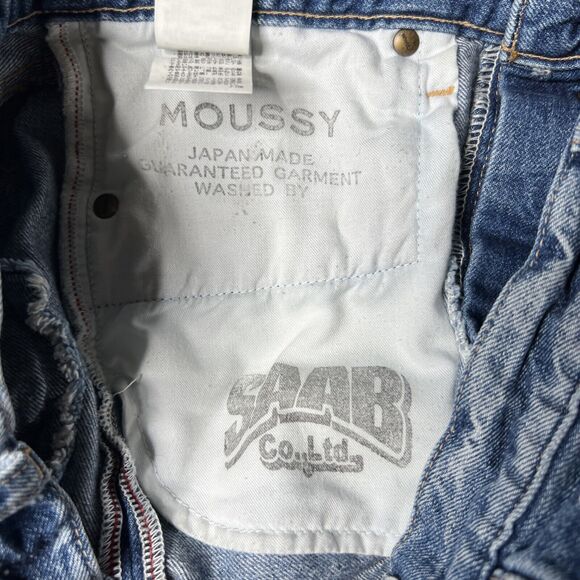 MOUSSY
JAPAN MADE
GUARANTEED GARMENT
WASHED BY
SAAB
Co.,Ltd.